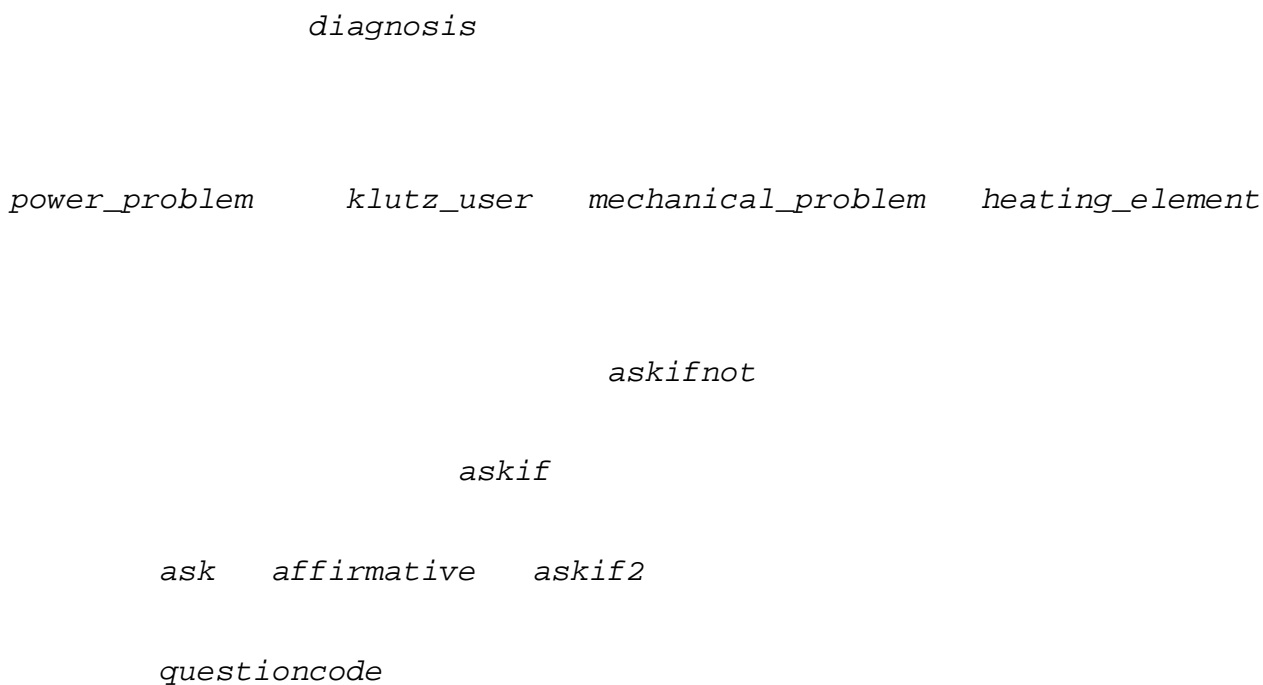 diagnosis
power_problem klutz_user mechanical_problem heating_element
askifnot
askif
ask affirmative askif2
questioncode